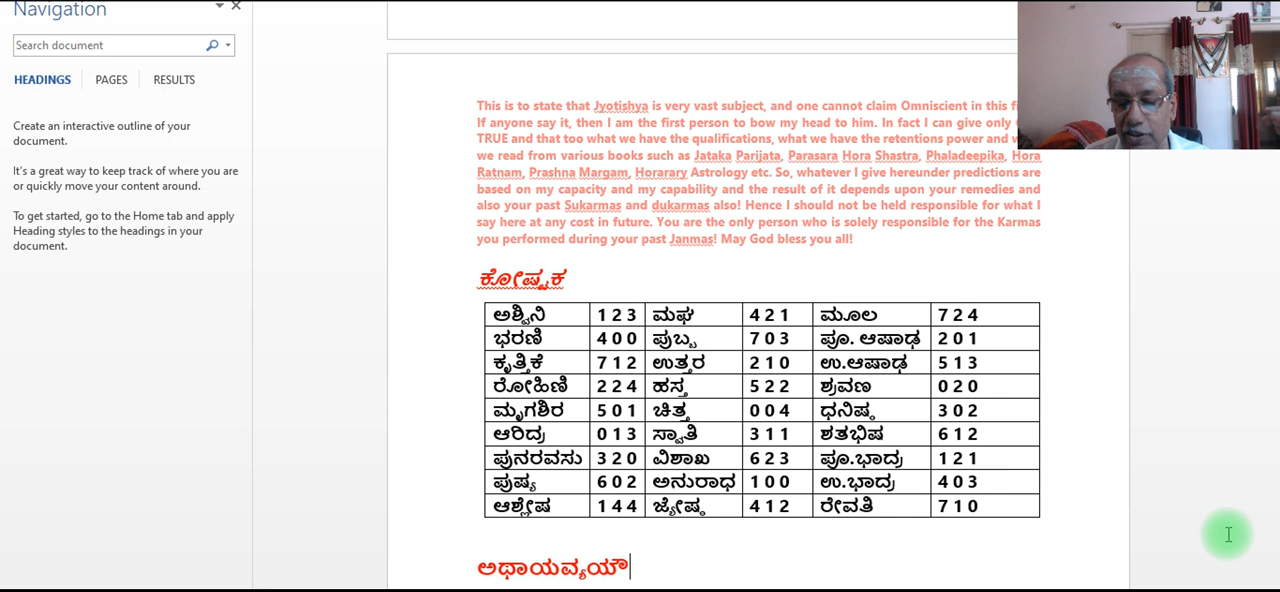 Navigation
Search document
HEADINGS PAGES RESULTS
Create an interactive outline of your
document.
It's a great way to keep track of where you are
or quickly move your content around.
To get started, go to the Home tab and apply
Heading styles to the headings in your
document.
This is to state that Jyotishya is very vast subject, and one cannot claim Omniscient in this
If anyone say it, then I am the first person to bow my head to him. In fact I can give only
TRUE and that too what we have the qualifications, what we have the retentions power and
we read from various books such as Jataka Parijata, Parasara Hora Shastra, Phaladeepika, Hora
Ratnam, Prashna Margam, Horarary Astrology etc. So, whatever I give hereunder predictions are
based on my capacity and my capability and the result of it depends upon your remedies and
also your past Sukarmas and dukarmas also! Hence I should not be held responsible for what I
say here at any cost in future. You are the only person who is solely responsible for the Karmas
you performed during your past Janmas! May God bless you all!
ಕೋಷ್ಟಕ
ಅಶ್ವಿನಿ 1 2 3 ಮಘ 4 2 1 ಮೂಲ 7 2 4
ಭರಣಿ 4 0 0 ಪುಬ್ಬ 7 0 3 ಪೂ. ಆಷಾಢ 2 0 1
ಕೃತ್ತಿಕೆ 7 1 2 ಉತ್ತರ 2 1 0 ಉ.ಆಷಾಢ 5 1 3
ರೋಹಿಣಿ 2 2 4 ಹಸ್ತ 5 2 2 ಶ್ರವಣ 0 2 0
ಮೃಗಶಿರ 5 0 1 ಚಿತ್ತ 0 0 4 ಧನಿಷ್ಠ 3 0 2
ಆರಿದ್ರ 0 1 3 ಸ್ವಾತಿ 3 1 1 ಶತಭಿಷ 6 1 2
ಪುನರವಸು 3 2 0 ವಿಶಾಖ 6 2 3 ಪೂ.ಭಾದ್ರ 1 2 1
ಪುಷ್ಯ 6 0 2 ಅನುರಾಧ 1 0 0 ಉ.ಭಾದ್ರ 4 0 3
ಆಶ್ಲೇಷ 1 4 4 ಜ್ಯೇಷ್ಠ 4 1 2 ರೇವತಿ 7 1 0
ಅಥಾಯವ್ಯಯೌ